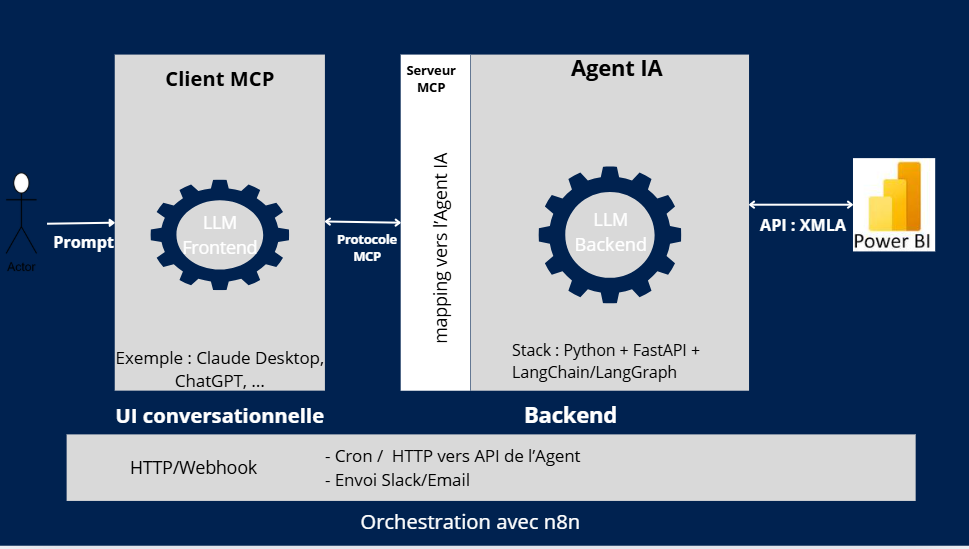 Client MCP
Serveur
MCP
Agent IA
mapping vers l'Agent IA
LLM
Frontend
LLM
Backend
Prompt
Actor
Protocole
MCP
API : XMLA
Power BI
Exemple : Claude Desktop,
ChatGPT, ...
Stack : Python + FastAPI +
LangChain/LangGraph
UI conversationnelle
Backend
HTTP/Webhook
- Cron / HTTP vers API de l'Agent
- Envoi Slack/Email
Orchestration avec n8n